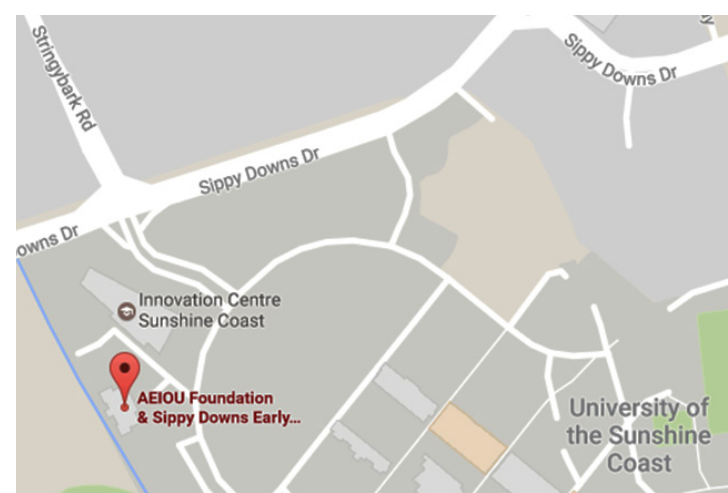 Stringybark Rd
Sippy Downs Dr
Sippy Downs Dr
owns Dr
Innovation Centre
Sunshine Coast
AEIOU Foundation
& Sippy Downs Early...
University of
the Sunshine
Coast